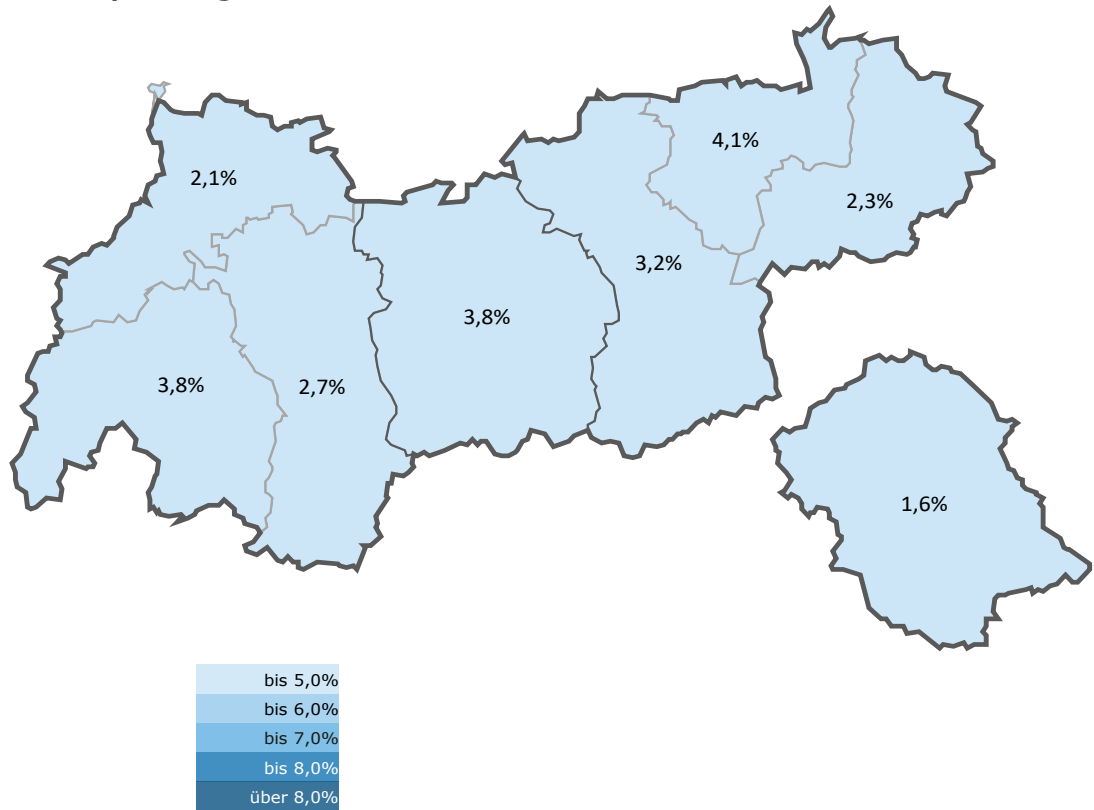 4,1%
2,1%
2,3%
3,2%
3,8%
3,8%
2,7%
1,6%
bis 5,0%
bis 6,0%
bis 7,0%
bis 8,0%
über 8,0%